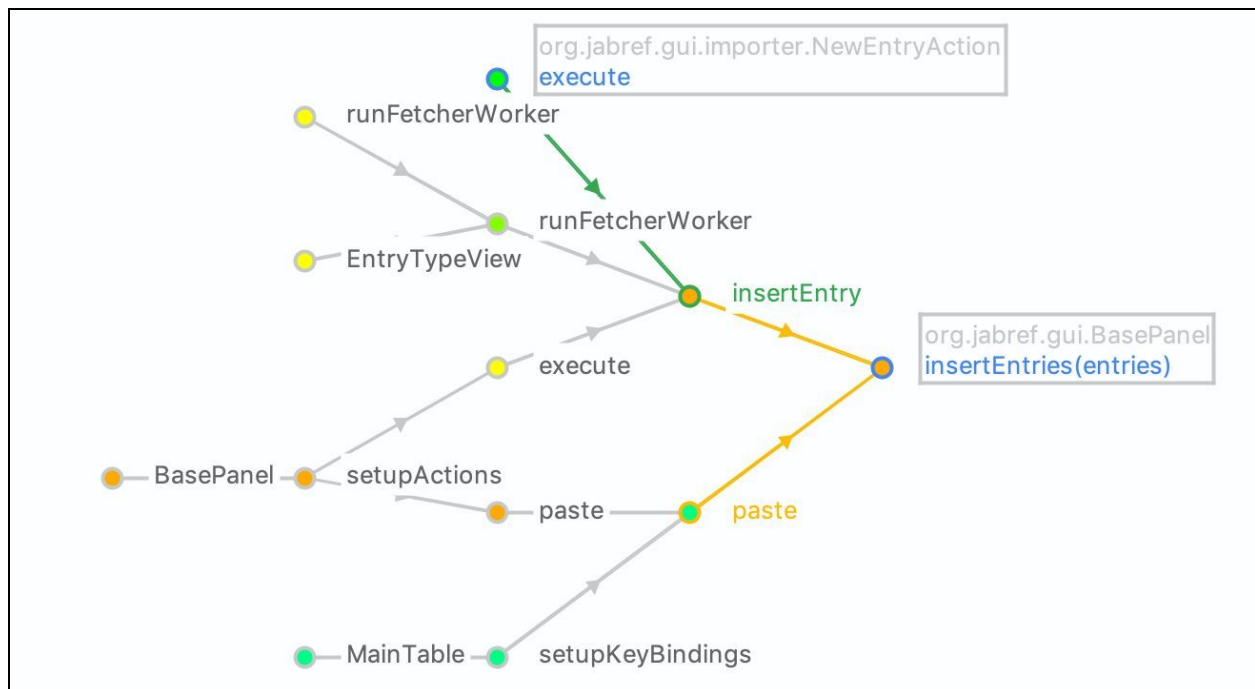 org.jabref.gui.importer.NewEntryAction
execute
runFetcherWorker
runFetcherWorker
EntryTypeView
insertEntry
org.jabref.gui.BasePanel
insertEntries(entries)
execute
BasePanel
setupActions
paste
paste
MainTable
setupKeyBindings